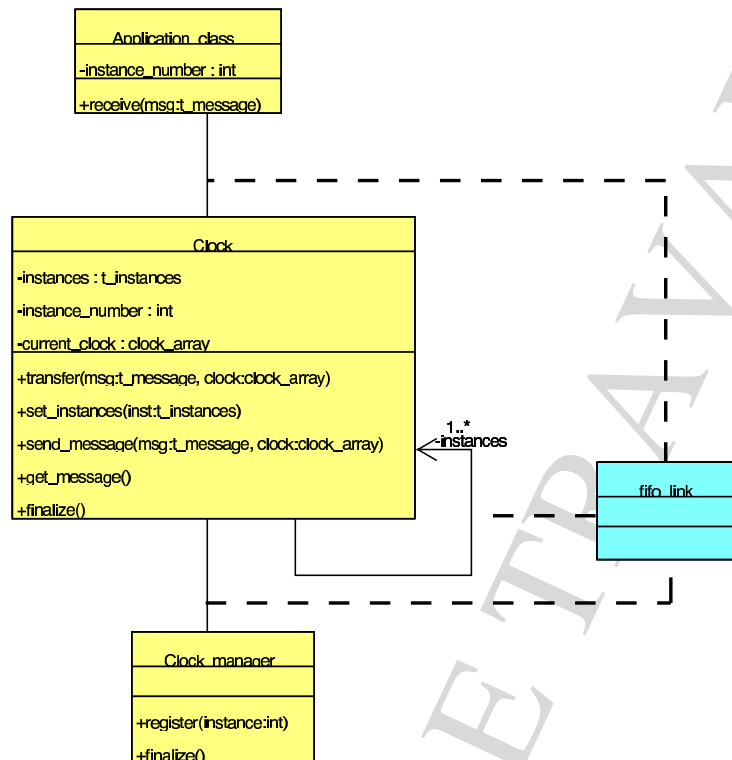 Application_class
-instance_number : int
+receive(msg:t_message)
Clock
-instances : t_instances
-instance_number : int
-current_clock : clock_array
+transfer(msg:t_message, clock:clock_array)
+set_instances(inst:t_instances)
+send_message(msg:t_message, clock:clock_array)
+get_message()
+finalize()
1..*
-instances
fifo_link
Clock_manager
+register(instance:int)
+finalize()
E TRAVA